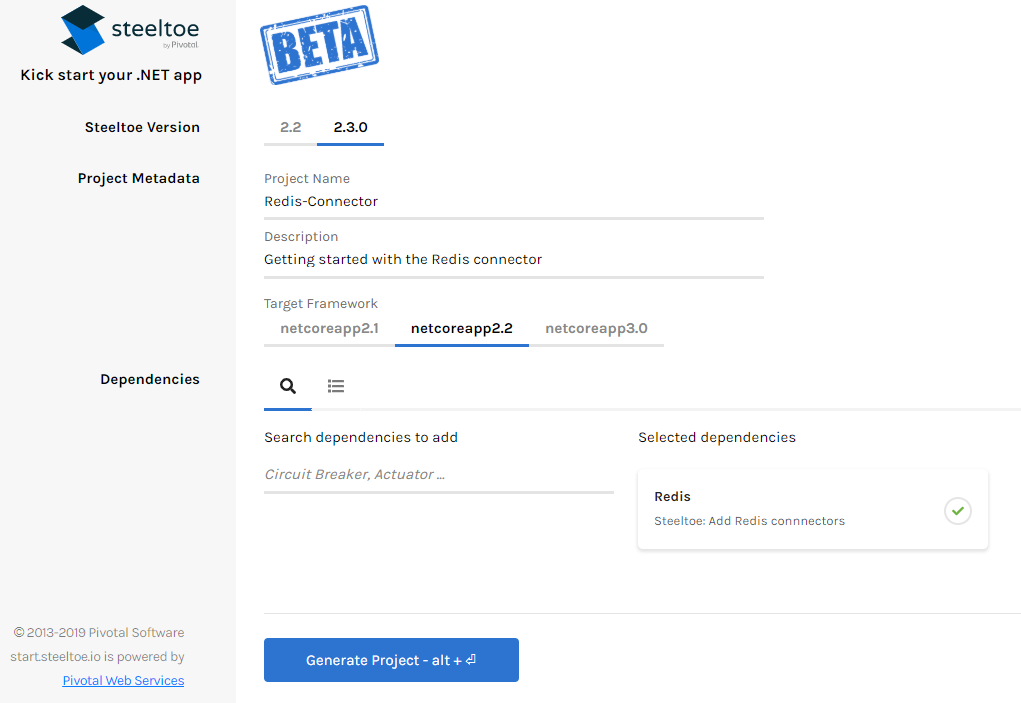 steeltoe
by Pivotal.
Kick start your .NET app
BETA
Steeltoe Version
2.2
2.3.0
Project Metadata
Project Name
Redis-Connector
Description
Getting started with the Redis connector
Target Framework
netcoreapp2.1
netcoreapp2.2
netcoreapp3.0
Dependencies
Search dependencies to add
Circuit Breaker, Actuator ...
Selected dependencies
Redis
Steeltoe: Add Redis connnectors
© 2013-2019 Pivotal Software
start.steeltoe.io is powered by
Pivotal Web Services
Generate Project - alt + ⏎